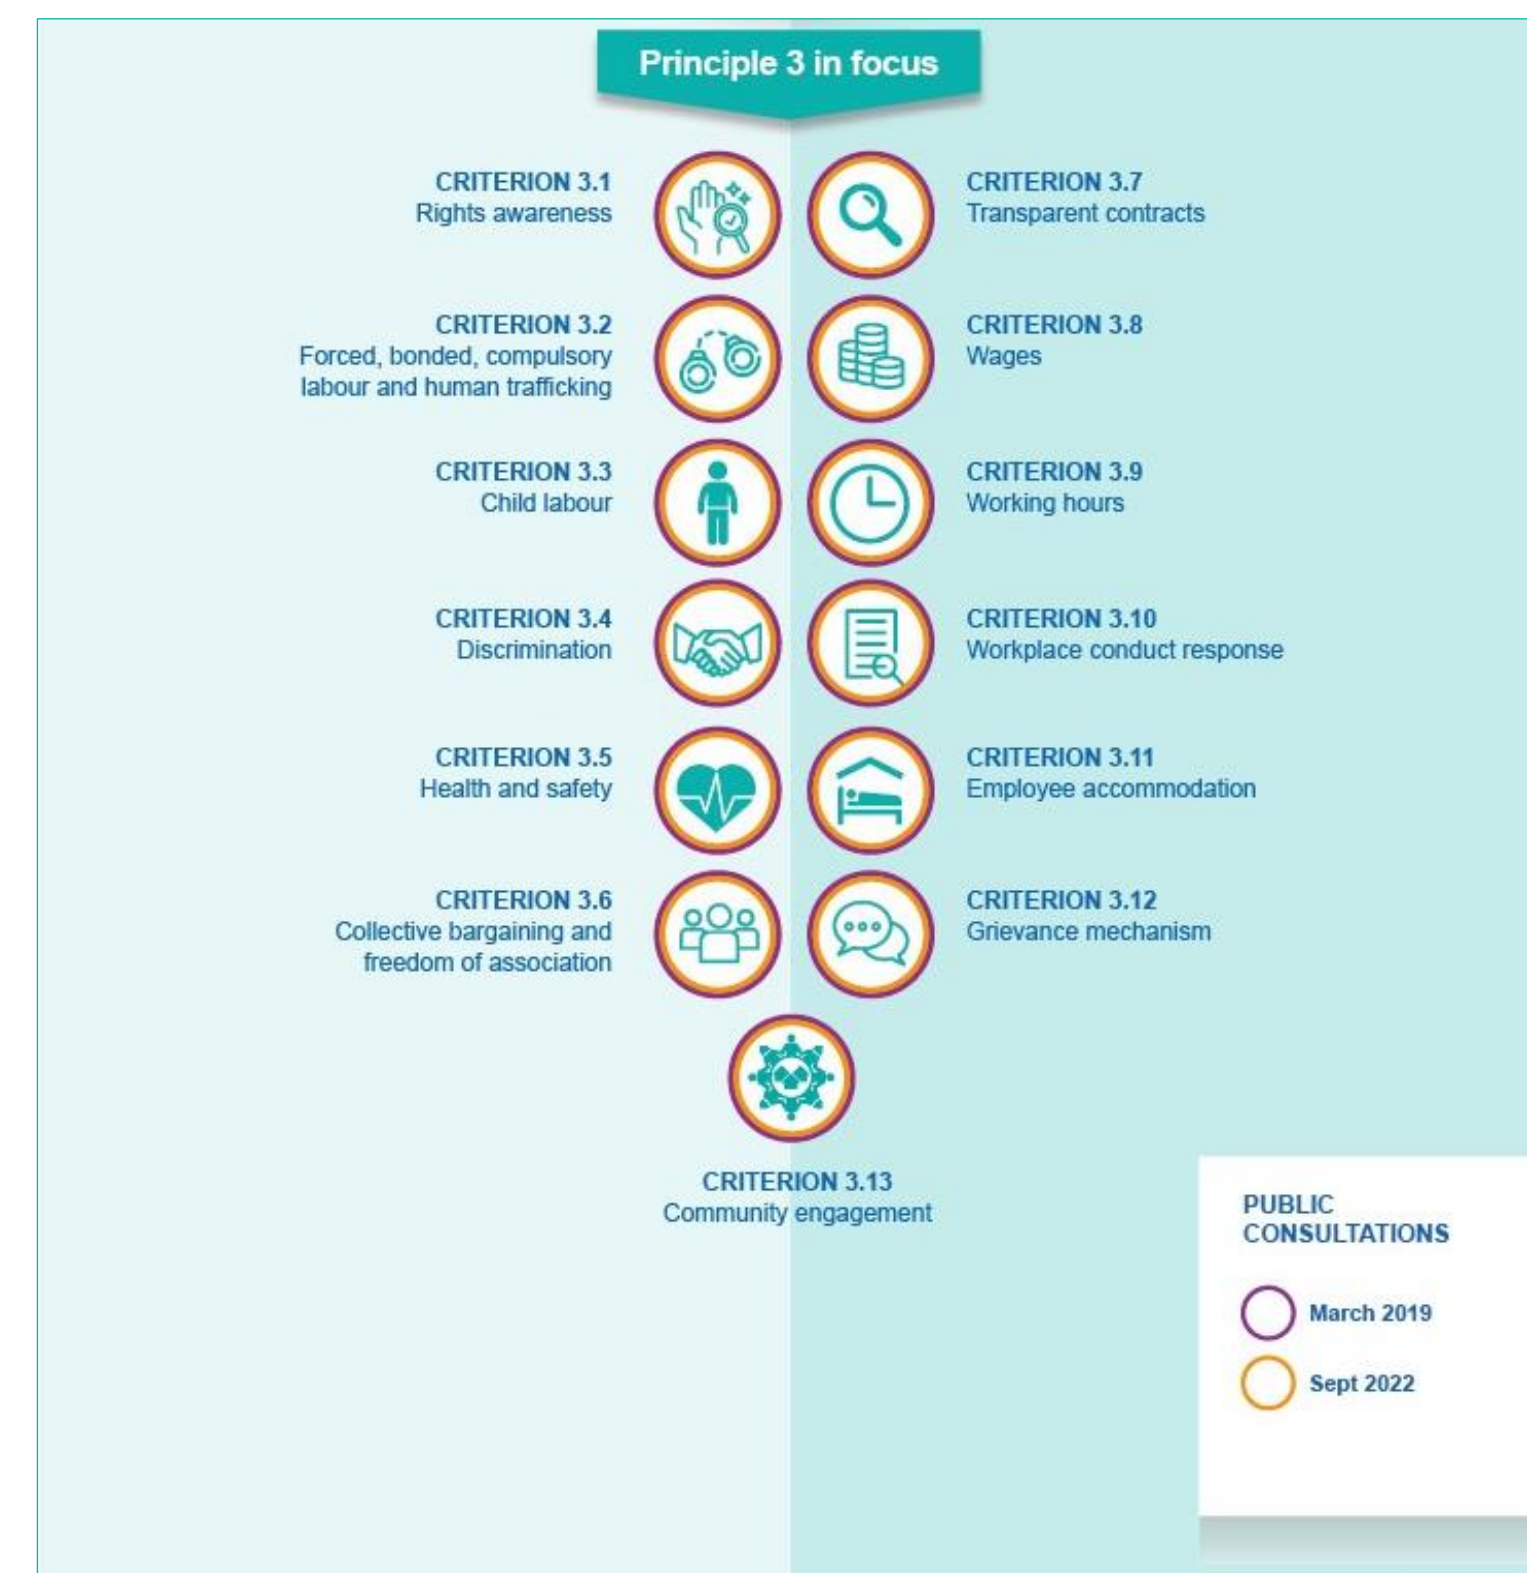 Principle 3 in focus
CRITERION 3.1
Rights awareness
CRITERION 3.2
Forced, bonded, compulsory
labour and human trafficking
CRITERION 3.3
Child labour
CRITERION 3.4
Discrimination
CRITERION 3.5
Health and safety
CRITERION 3.6
Collective bargaining and
freedom of association
CRITERION 3.7
Transparent contracts
CRITERION 3.8
Wages
CRITERION 3.9
Working hours
CRITERION 3.10
Workplace conduct response
CRITERION 3.11
Employee accommodation
CRITERION 3.12
Grievance mechanism
CRITERION 3.13
Community engagement
PUBLIC
CONSULTATIONS
March 2019
Sept 2022